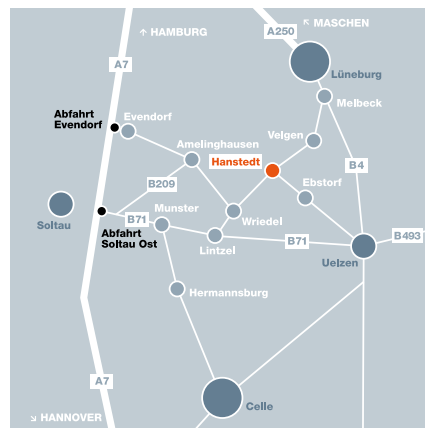 ↖ MASCHEN
↑ HAMBURG
A250
A7
Lüneburg
Melbeck
Abfahrt
Evendorf
Evendorf
Velgen
Amelinghausen
Hanstedt
B4
B209
Ebstorf
Soltau
Munster
B71
Wriedel
Abfahrt
Soltau Ost
Lintzel
B71
B493
Uelzen
Hermannsburg
A7
Celle
↘ HANNOVER